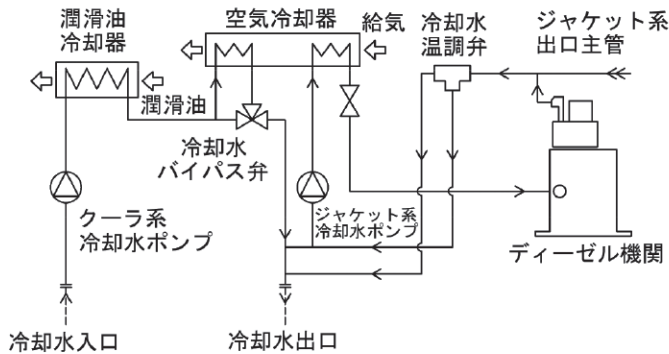 潤滑油
冷却器
空気冷却器
給気
冷却水
温調弁
ジャケット系
出口主管
潤滑油
冷却水
バイパス弁
クーラ系
冷却水ポンプ
ジャケット系
冷却水ポンプ
ディーゼル機関
冷却水入口
冷却水出口